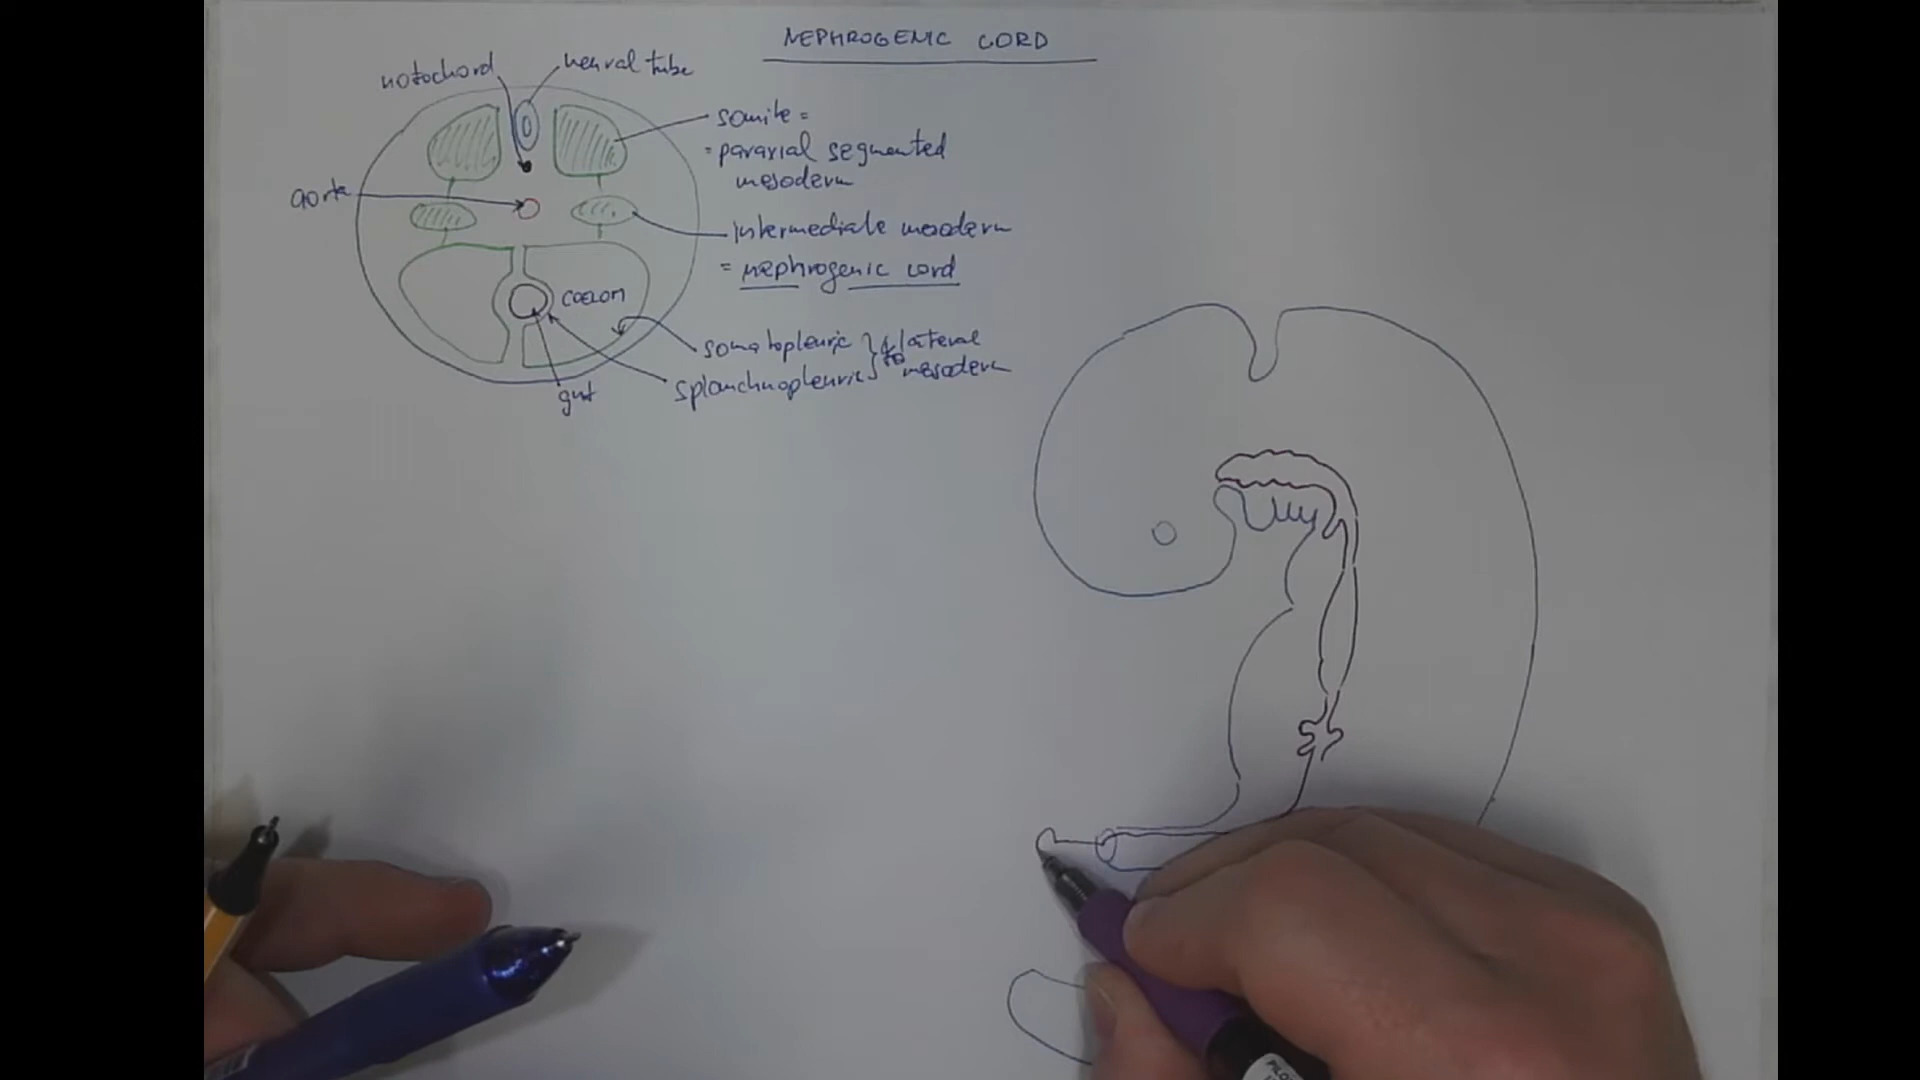 NEPHROGENIC CORD
notochord
neural tube
somite =
= paraxial segmented
mesoderm
aorta
intermediate mesoderm
= nephrogenic cord
COELOM
somatopleuric } lateral
splanchnopleuric mesoderm
gut
PILOT